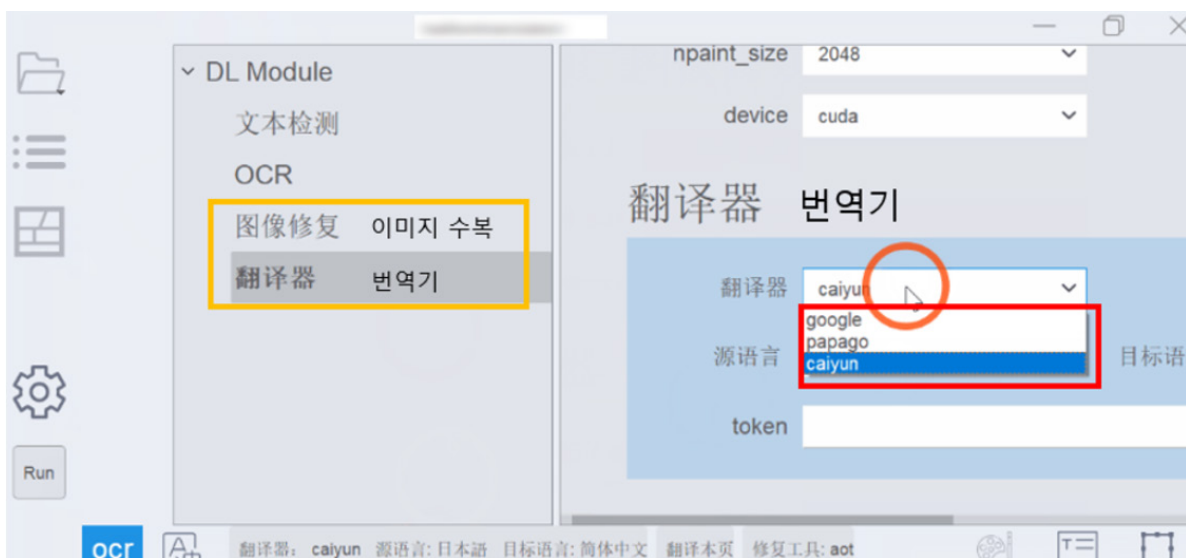 npaint_size 2048
DL Module
device cuda
文本检测
OCR
翻译器 번역기
图像修复 이미지 수복
翻译器 번역기
翻译器 caiyun
google
papago
源语言 目标语
caiyun
token
Run
ocr 翻译器: caiyun 源语言: 日本語 目标语言: 简体中文 翻译本页 修复工具: aot